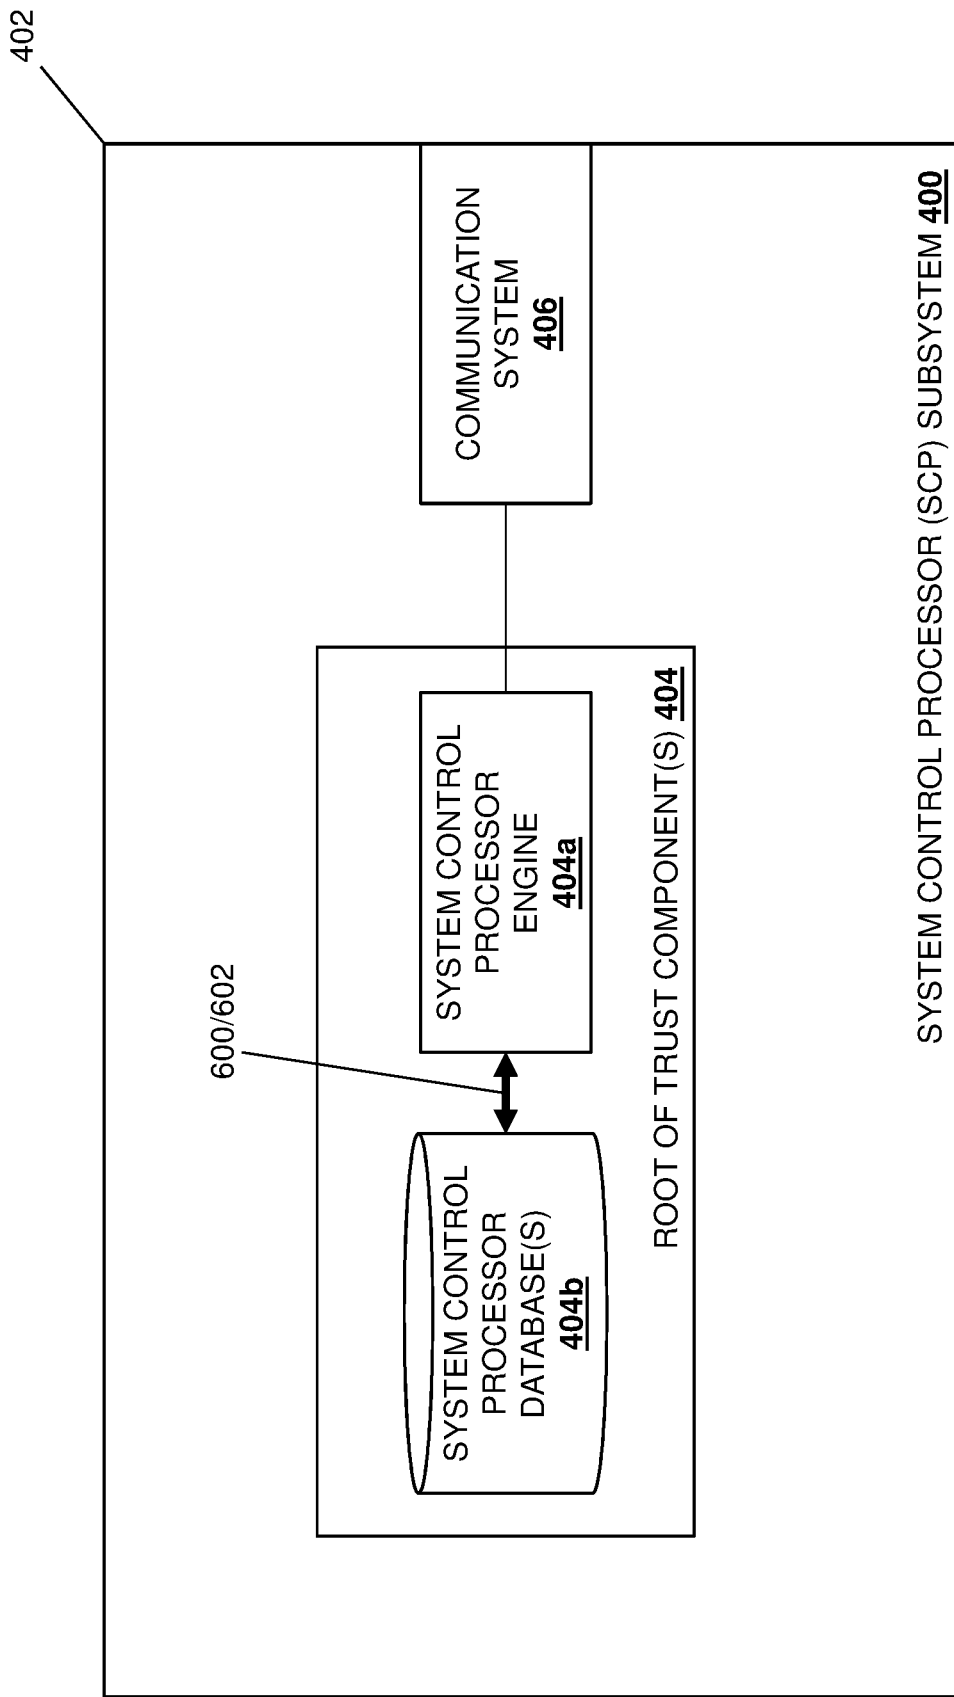 402
600/602
SYSTEM CONTROL
PROCESSOR
DATABASE(S)
404b
SYSTEM CONTROL
PROCESSOR
ENGINE
404a
COMMUNICATION
SYSTEM
406
ROOT OF TRUST COMPONENT(S) 404
SYSTEM CONTROL PROCESSOR (SCP) SUBSYSTEM 400